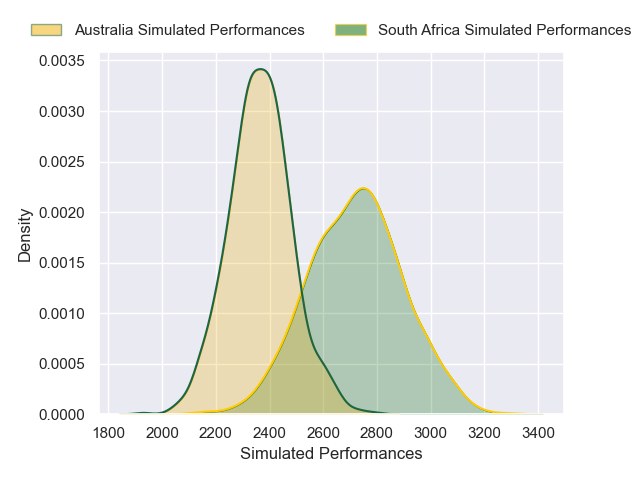 Australia Simulated Performances South Africa Simulated Performances
0.0035
0.0030
0.0025
0.0020
0.0015
0.0010
0.0005
0.0000
Density
1800 2000 2200 2400 2600 2800 3000 3200 3400
Simulated Performances